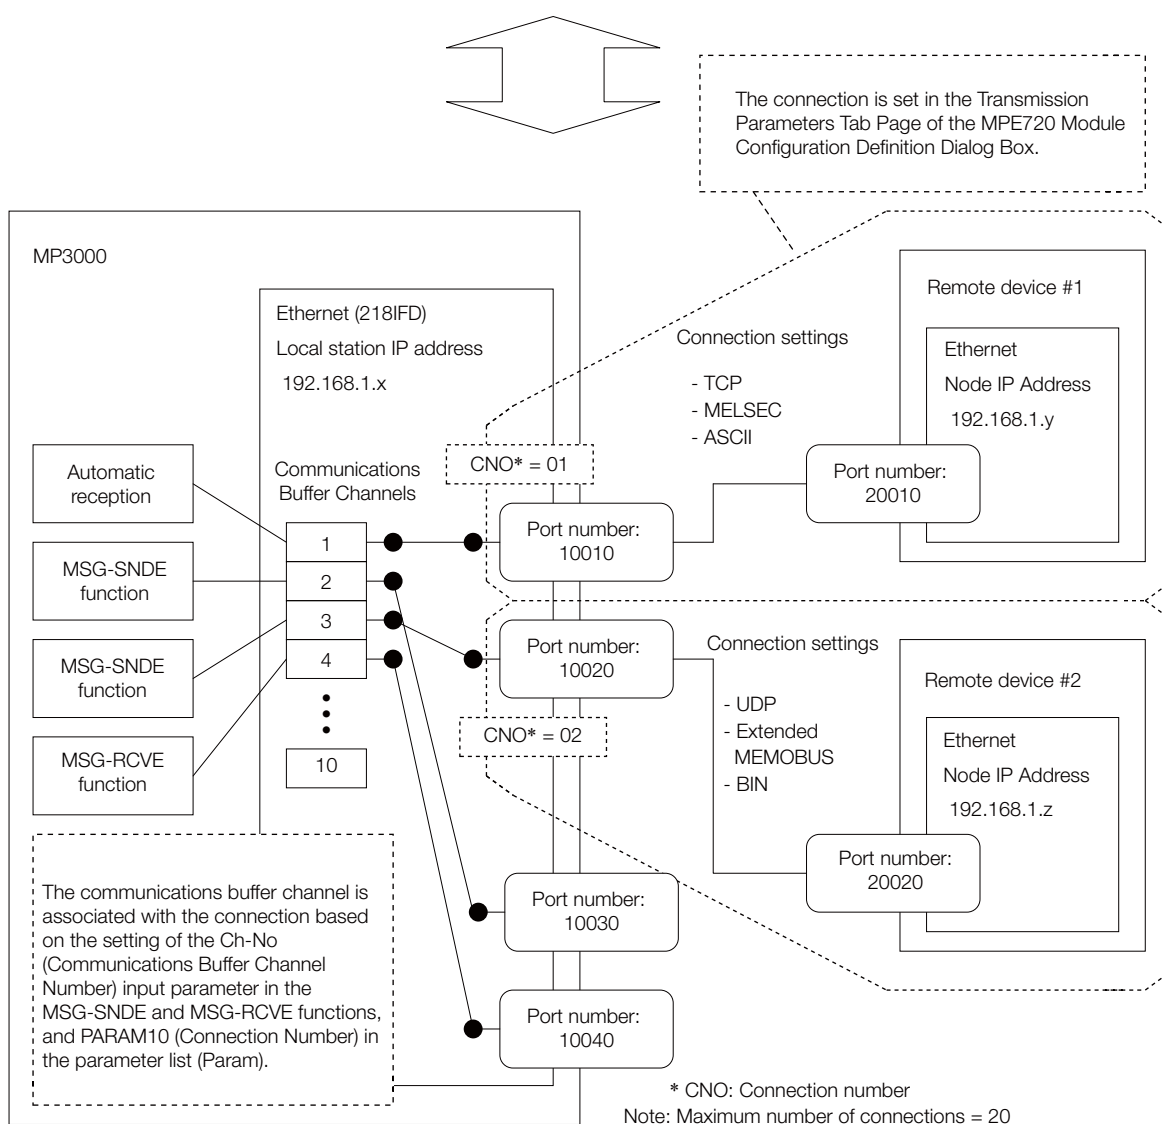 The connection is set in the Transmission
Parameters Tab Page of the MPE720 Module
Configuration Definition Dialog Box.
MP3000
Ethernet (218IFD)
Local station IP address
192.168.1.x
Automatic
reception
MSG-SNDE
function
MSG-SNDE
function
MSG-RCVE
function
Communications
Buffer Channels
1
2
3
4
10
CNO* = 01
Port number:
10010
Port number:
10020
CNO* = 02
Port number:
10030
Port number:
10040
Connection settings
- TCP
- MELSEC
- ASCII
Remote device #1
Ethernet
Node IP Address
192.168.1.y
Port number:
20010
Connection settings
- UDP
- Extended
MEMOBUS
- BIN
Remote device #2
Ethernet
Node IP Address
192.168.1.z
Port number:
20020
The communications buffer channel is
associated with the connection based
on the setting of the Ch-No
(Communications Buffer Channel
Number) input parameter in the
MSG-SNDE and MSG-RCVE functions,
and PARAM10 (Connection Number) in
the parameter list (Param).
* CNO: Connection number
Note: Maximum number of connections = 20